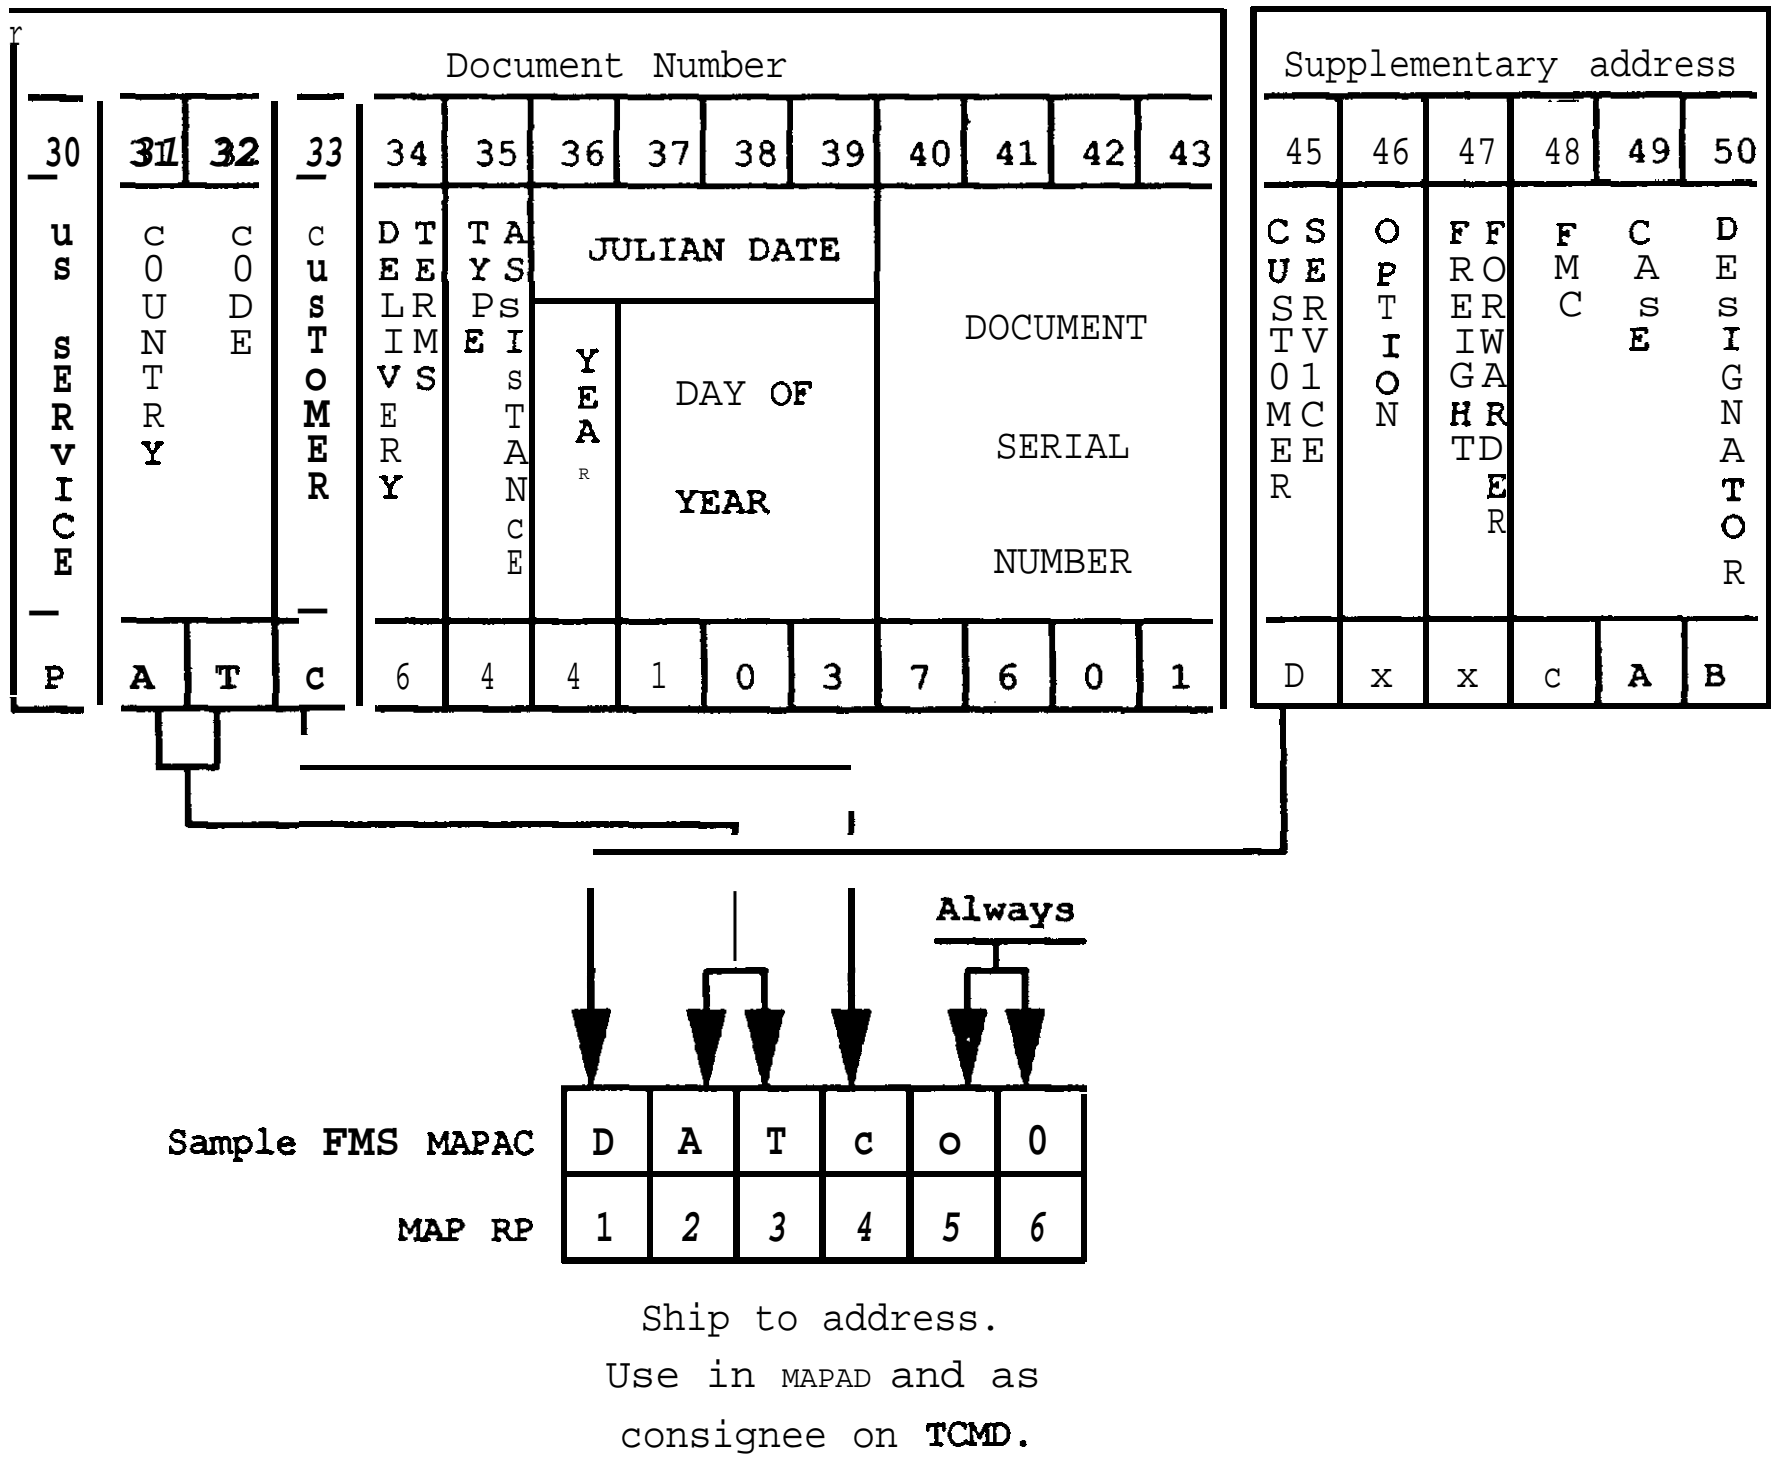 r
Document Number
Supplementary address
30 31 32 33 34 35 36 37 38 39 40 41 42 43
45 46 47 48 49 50
us SERVICE
COUNTRY
CODE
cusTOMER
DELIVERY
TERMS
TYPE
ASsIsTANcE
JULIAN DATE
YEAR
DAY OF
YEAR
DOCUMENT
SERIAL
NUMBER
CUST0MER
SERV1CE
OPTION
FREIGHT
FORWARDER
FMC
CAsE
DEsIGNATOR
P A T c 6 4 4 1 0 3 7 6 0 1
D x x c A B
Always
Sample FMS MAPAC D A T c o 0
MAP RP 1 2 3 4 5 6
Ship to address.
Use in MAPAD and as
consignee on TCMD.